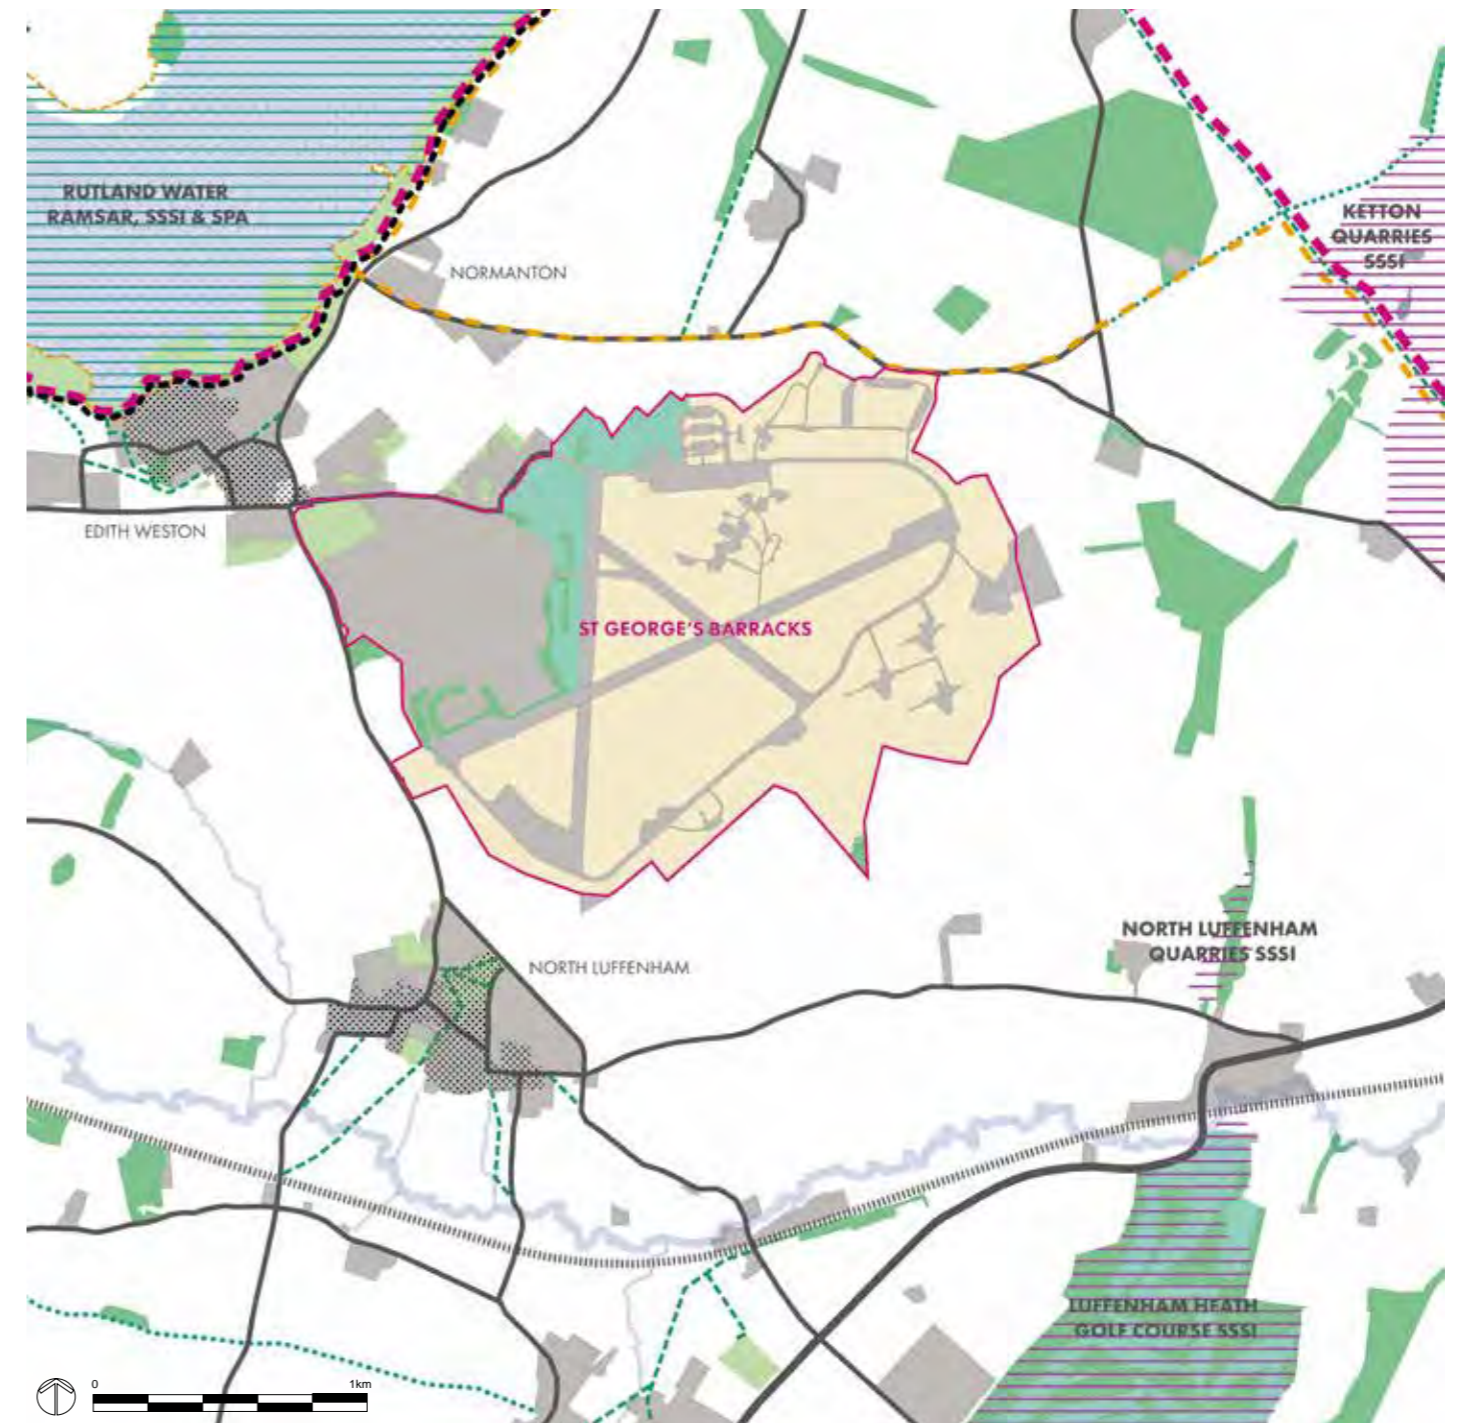 RUTLAND WATER
RAMSAR, SSSI & SPA
KETTON
QUARRIES
SSSI
NORMANTON
EDITH WESTON
ST GEORGE'S BARRACKS
NORTH LUFFENHAM
QUARRIES SSSI
NORTH LUFFENHAM
LUFFENHAM HEATH
GOLF COURSE SSSI
0 1km